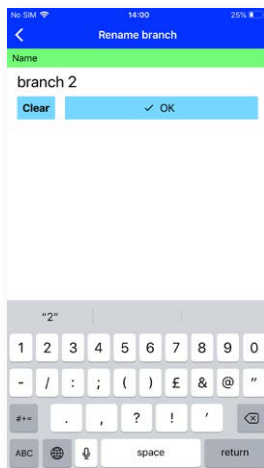 No SIM 14:00 25%
Rename branch
Name
branch 2
Clear ✓ OK
“2”
1 2 3 4 5 6 7 8 9 0
- / : ; ( ) £ & @ "
#+= . , ? ! '
ABC space return